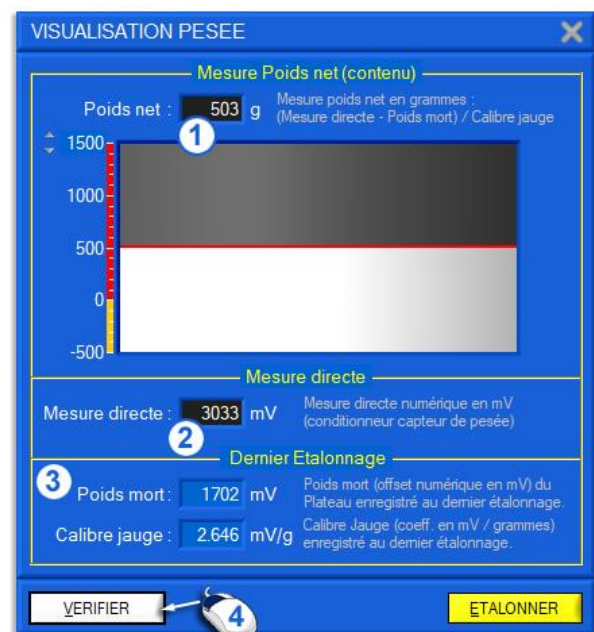 VISUALISATION PESEE
Mesure Poids net (contenu)
Poids net : 503 g
Mesure poids net en grammes :
(Mesure directe - Poids mort) / Calibre jauge
1
1500
1000
500
0
-500
Mesure directe
Mesure directe : 3033 mV
Mesure directe numérique en mV
(conditionneur capteur de pesée)
2
Dernier Etalonnage
3
Poids mort : 1702 mV
Poids mort (offset numérique en mV) du
Plateau enregistré au dernier étalonnage.
Calibre jauge : 2.646 mV/g
Calibre Jauge (coeff. en mV / grammes)
enregistré au dernier étalonnage.
VERIFIER
4
ETALONNER